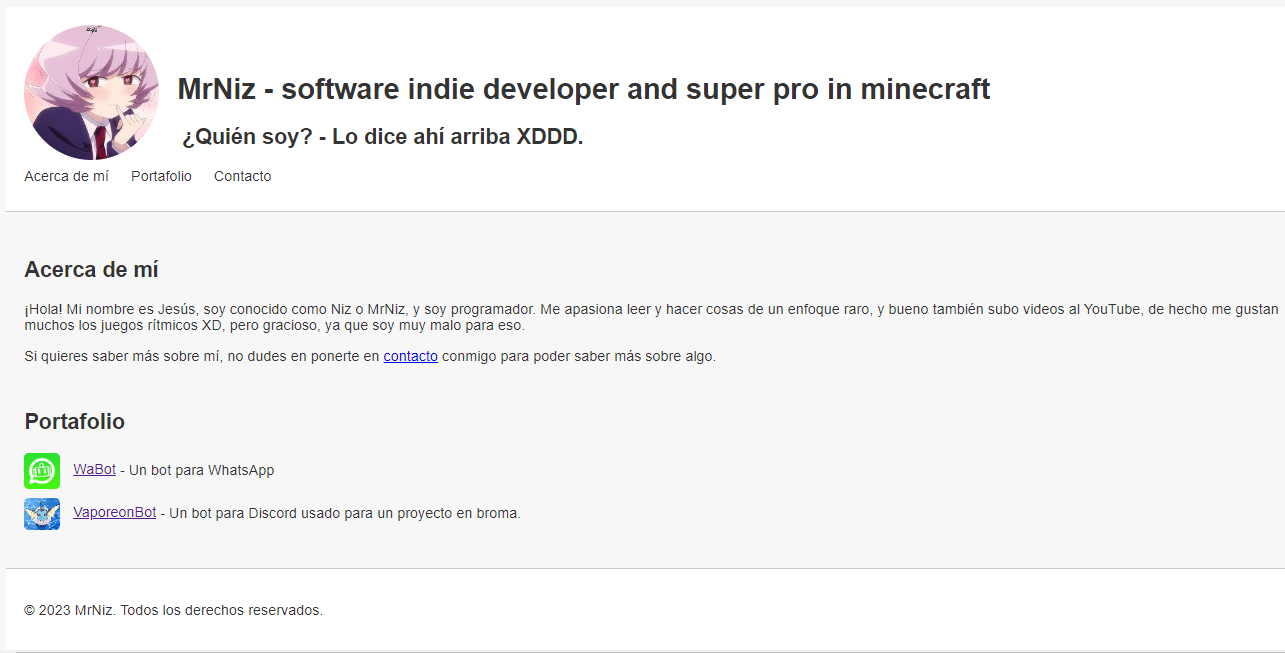 MrNiz - software indie developer and super pro in minecraft
¿Quién soy? - Lo dice ahí arriba XDDD.
Acerca de mí Portafolio Contacto
Acerca de mí
¡Hola! Mi nombre es Jesús, soy conocido como Niz o MrNiz, y soy programador. Me apasiona leer y hacer cosas de un enfoque raro, y bueno también subo videos al YouTube, de hecho me gustan
muchos los juegos rítmicos XD, pero gracioso, ya que soy muy malo para eso.
Si quieres saber más sobre mí, no dudes en ponerte en contacto conmigo para poder saber más sobre algo.
Portafolio
WaBot - Un bot para WhatsApp
VaporeonBot - Un bot para Discord usado para un proyecto en broma.
© 2023 MrNiz. Todos los derechos reservados.